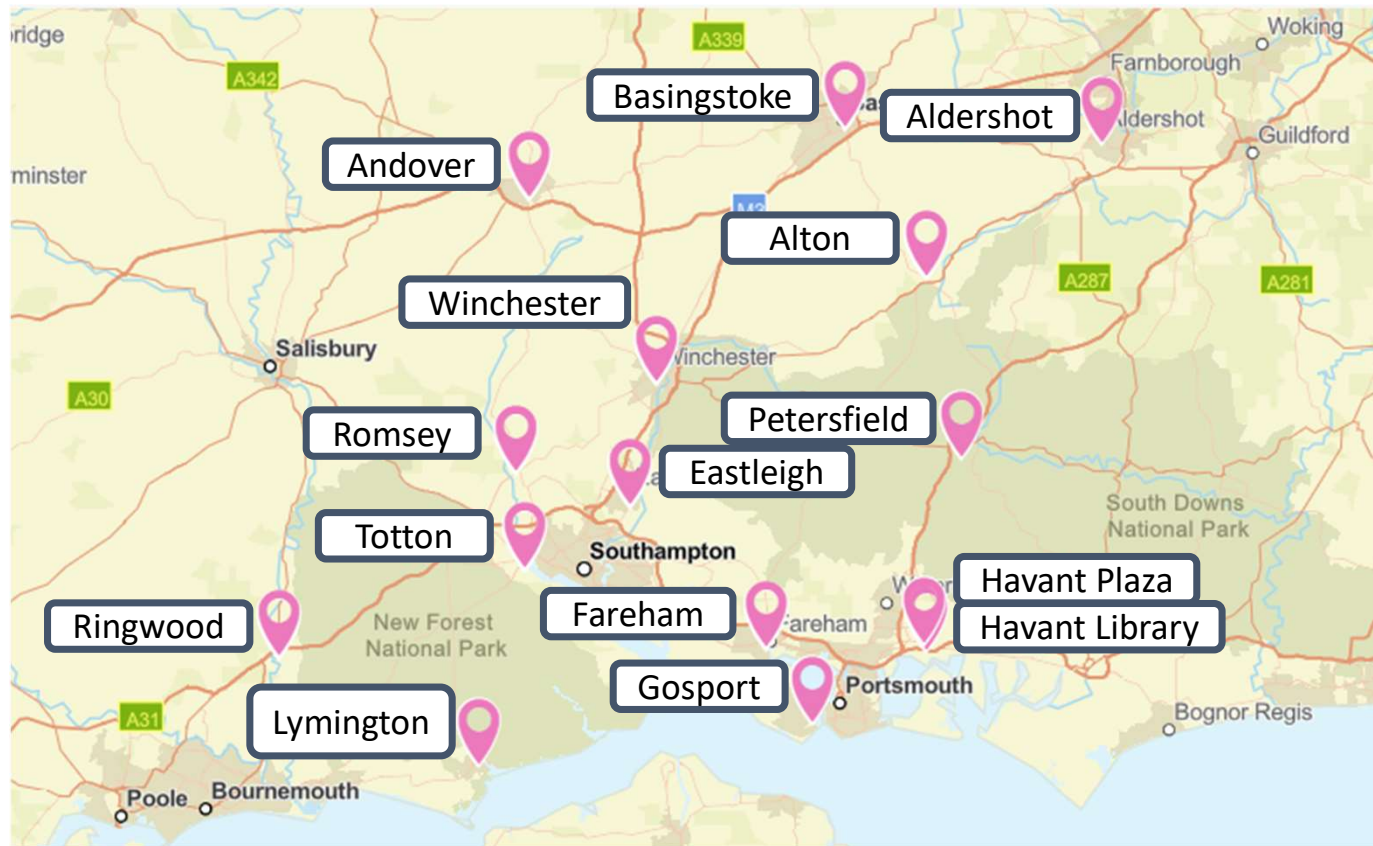 Woking
A339
Farnborough
A342
Basingstoke
Aldershot
ldershot
Guildford
Andover
minster
M3
Alton
A287
A281
Winchester
Salisbury
Winchester
A30
Petersfield
Romsey
Eastleigh
South Downs
National Park
Totton
Southampton
Havant Plaza
Ringwood
New Forest
National Park
Fareham
Fareham
Havant Library
Gosport
Portsmouth
Lymington
A31
Bognor Regis
Poole
Bournemouth